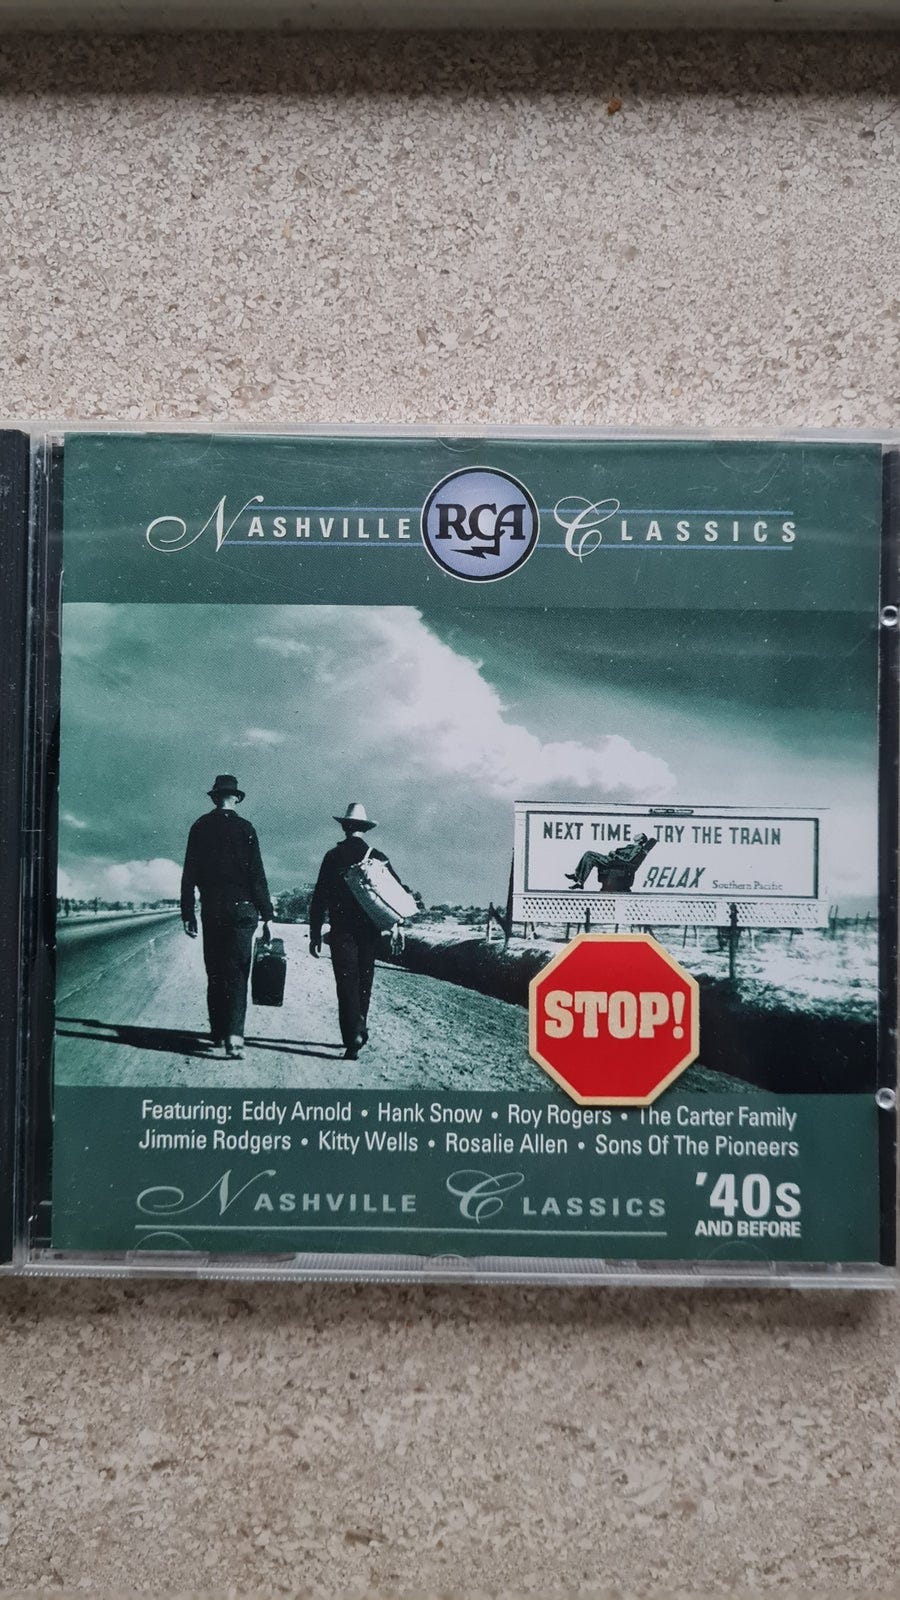 NASHVILLE RCA CLASSICS
NEXT TIME TRY THE TRAIN
RELAX Southern Pacific
STOP!
Featuring: Eddy Arnold • Hank Snow • Roy Rogers • The Carter Family
Jimmie Rodgers • Kitty Wells • Rosalie Allen • Sons Of The Pioneers
NASHVILLE CLASSICS '40s
AND BEFORE